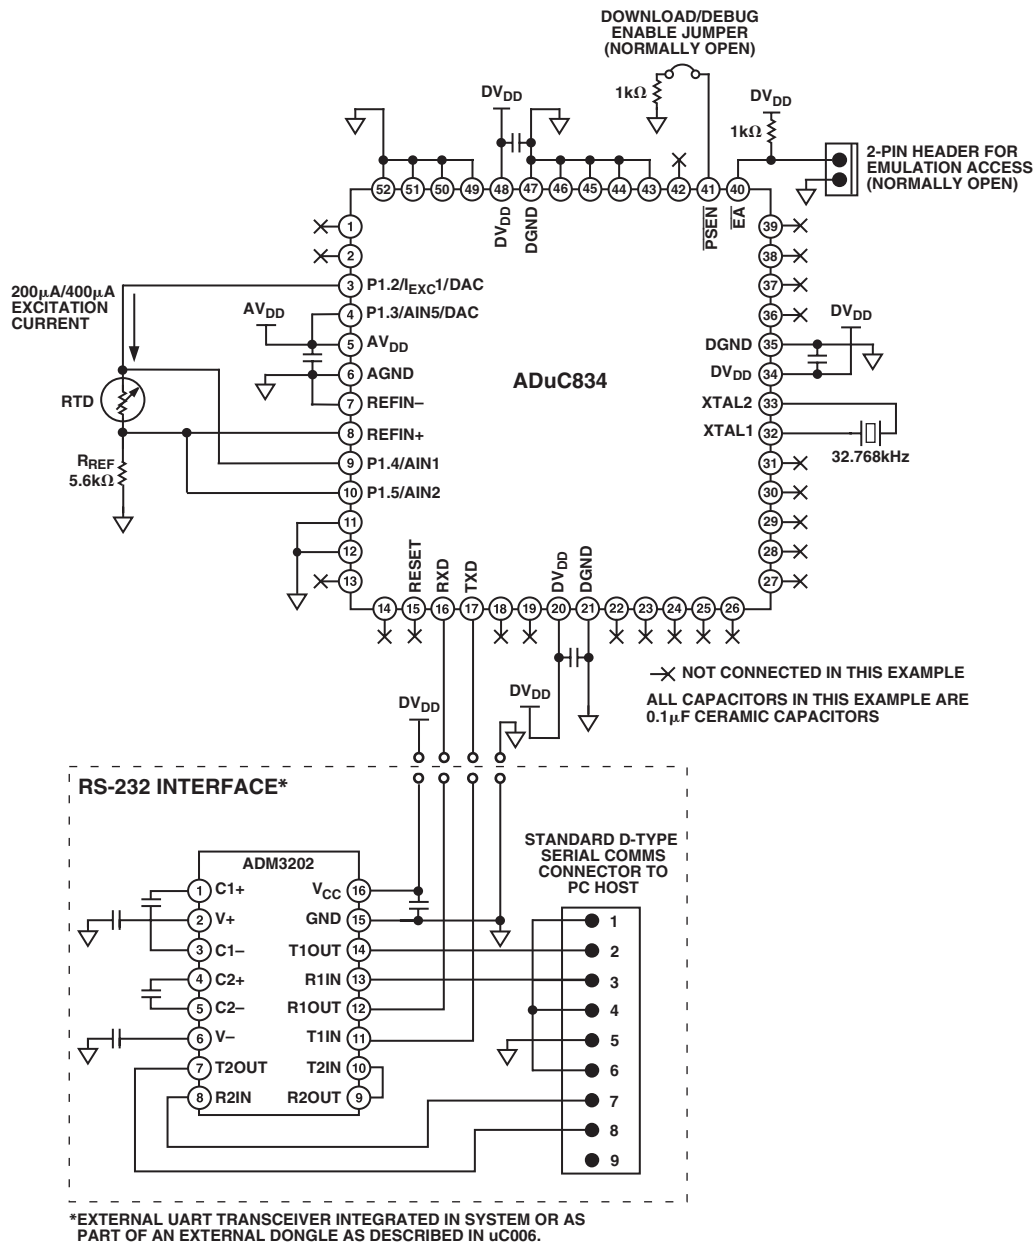 DOWNLOAD/DEBUG
ENABLE JUMPER
(NORMALLY OPEN)
1kΩ
DVDD
1kΩ
DVDD
2-PIN HEADER FOR
EMULATION ACCESS
(NORMALLY OPEN)
52 51 50 49 48 47 46 45 44 43 42 41 40
DVDD
DGND
PSEN
EA
1
2
3 P1.2/IEXC1/DAC
4 P1.3/AIN5/DAC
5 AVDD
6 AGND
7 REFIN–
8 REFIN+
9 P1.4/AIN1
10 P1.5/AIN2
11
12
13
200μA/400μA
EXCITATION
CURRENT
AVDD
RTD
RREF
5.6kΩ
ADuC834
39
38
37
36
DGND 35
DVDD 34
XTAL2 33
XTAL1 32
31
30
29
28
27
DVDD
32.768kHz
RESET
RXD
TXD
DVDD
DGND
14 15 16 17 18 19 20 21 22 23 24 25 26
NOT CONNECTED IN THIS EXAMPLE
ALL CAPACITORS IN THIS EXAMPLE ARE
0.1μF CERAMIC CAPACITORS
DVDD
DVDD
RS-232 INTERFACE*
STANDARD D-TYPE
SERIAL COMMS
CONNECTOR TO
PC HOST
ADM3202
1 C1+
2 V+
3 C1–
4 C2+
5 C2–
6 V–
7 T2OUT
8 R2IN
VCC 16
GND 15
T1OUT 14
R1IN 13
R1OUT 12
T1IN 11
T2IN 10
R2OUT 9
1
2
3
4
5
6
7
8
9
*EXTERNAL UART TRANSCEIVER INTEGRATED IN SYSTEM OR AS
PART OF AN EXTERNAL DONGLE AS DESCRIBED IN uC006.